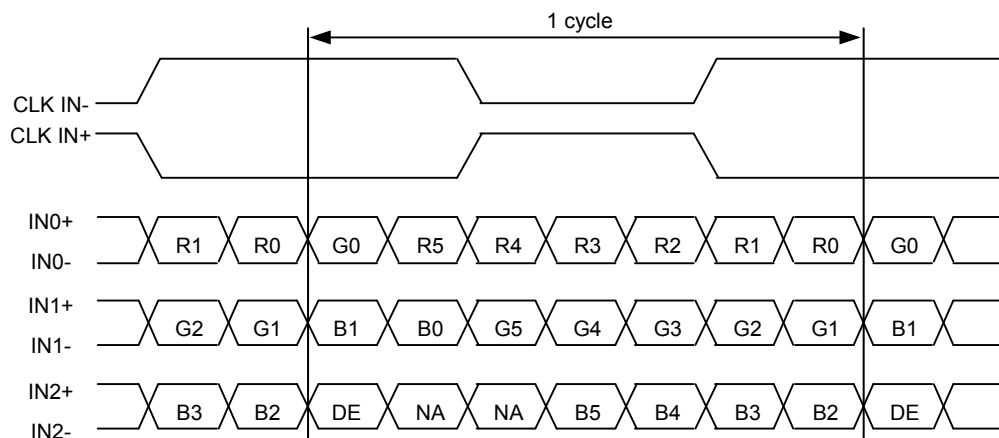 1 cycle
CLK IN-
CLK IN+
IN0+
R1 R0 G0 R5 R4 R3 R2 R1 R0 G0
IN0-
IN1+
G2 G1 B1 B0 G5 G4 G3 G2 G1 B1
IN1-
IN2+
B3 B2 DE NA NA B5 B4 B3 B2 DE
IN2-